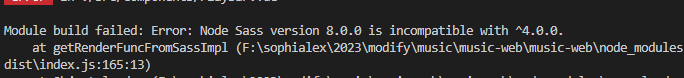 Module build failed: Error: Node Sass version 8.0.0 is incompatible with ^4.0.0.
at getRenderFuncFromSassImpl (F:\sophialex\2023\modify\music\music-web\music-web\node_modules
dist\index.js:165:13)